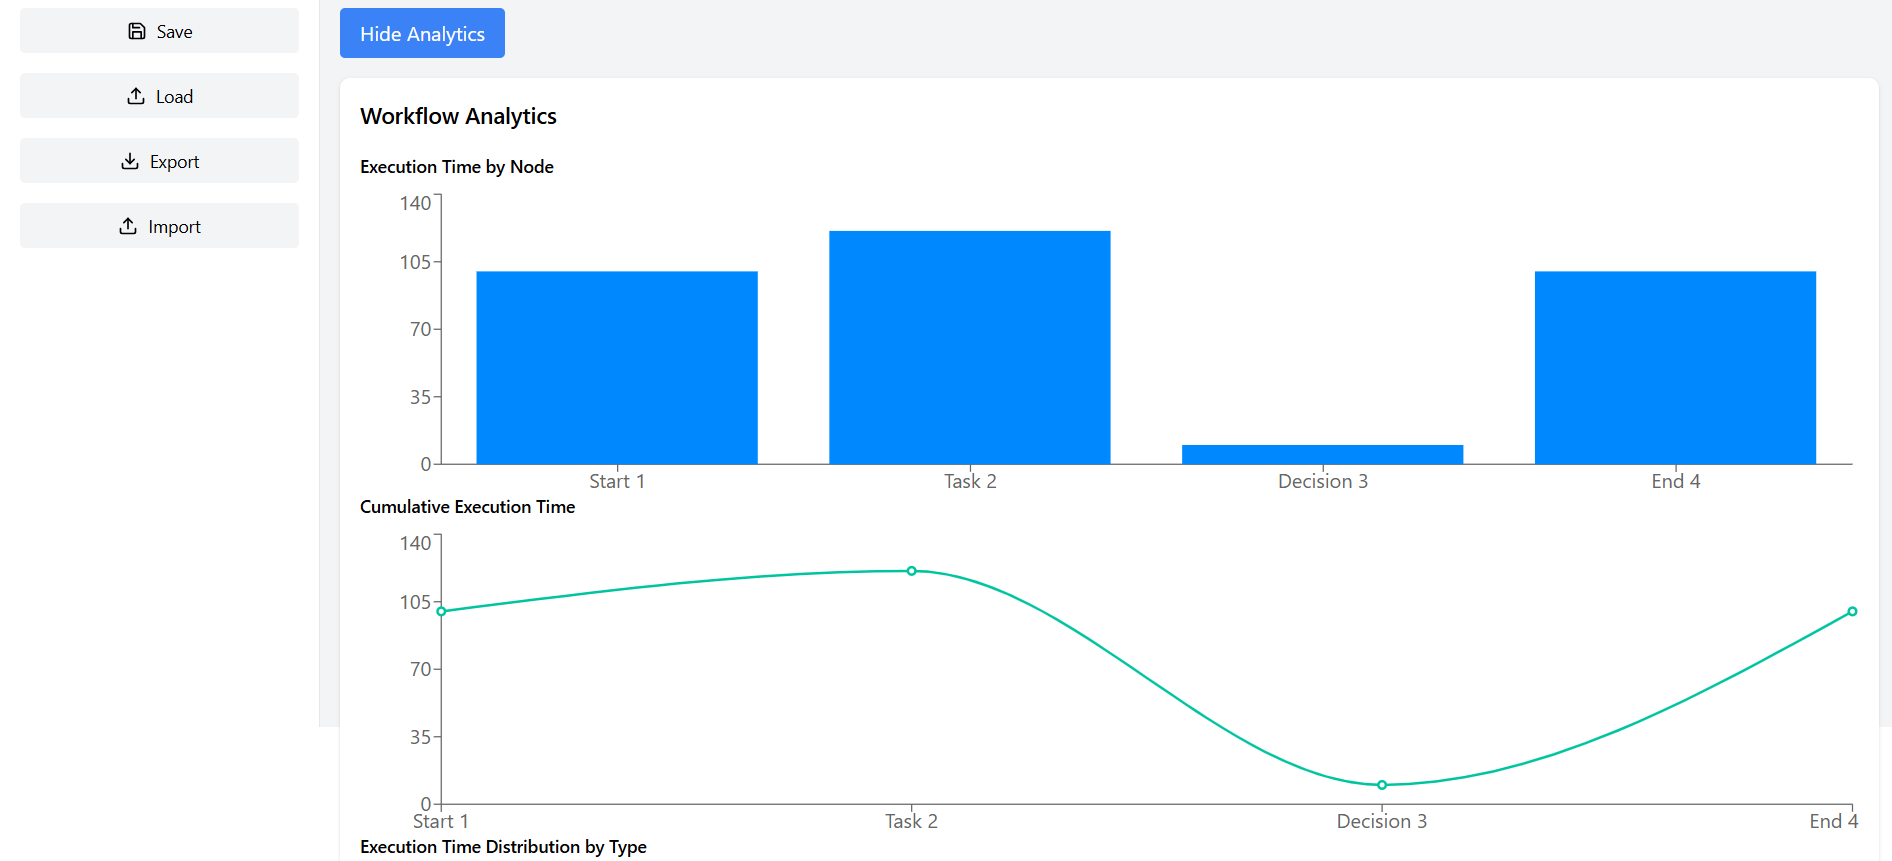 Save
Load
Export
Import
Hide Analytics
Workflow Analytics
Execution Time by Node
140
105
70
35
0
Start 1
Task 2
Decision 3
End 4
Cumulative Execution Time
140
105
70
35
0
Start 1
Task 2
Decision 3
End 4
Execution Time Distribution by Type